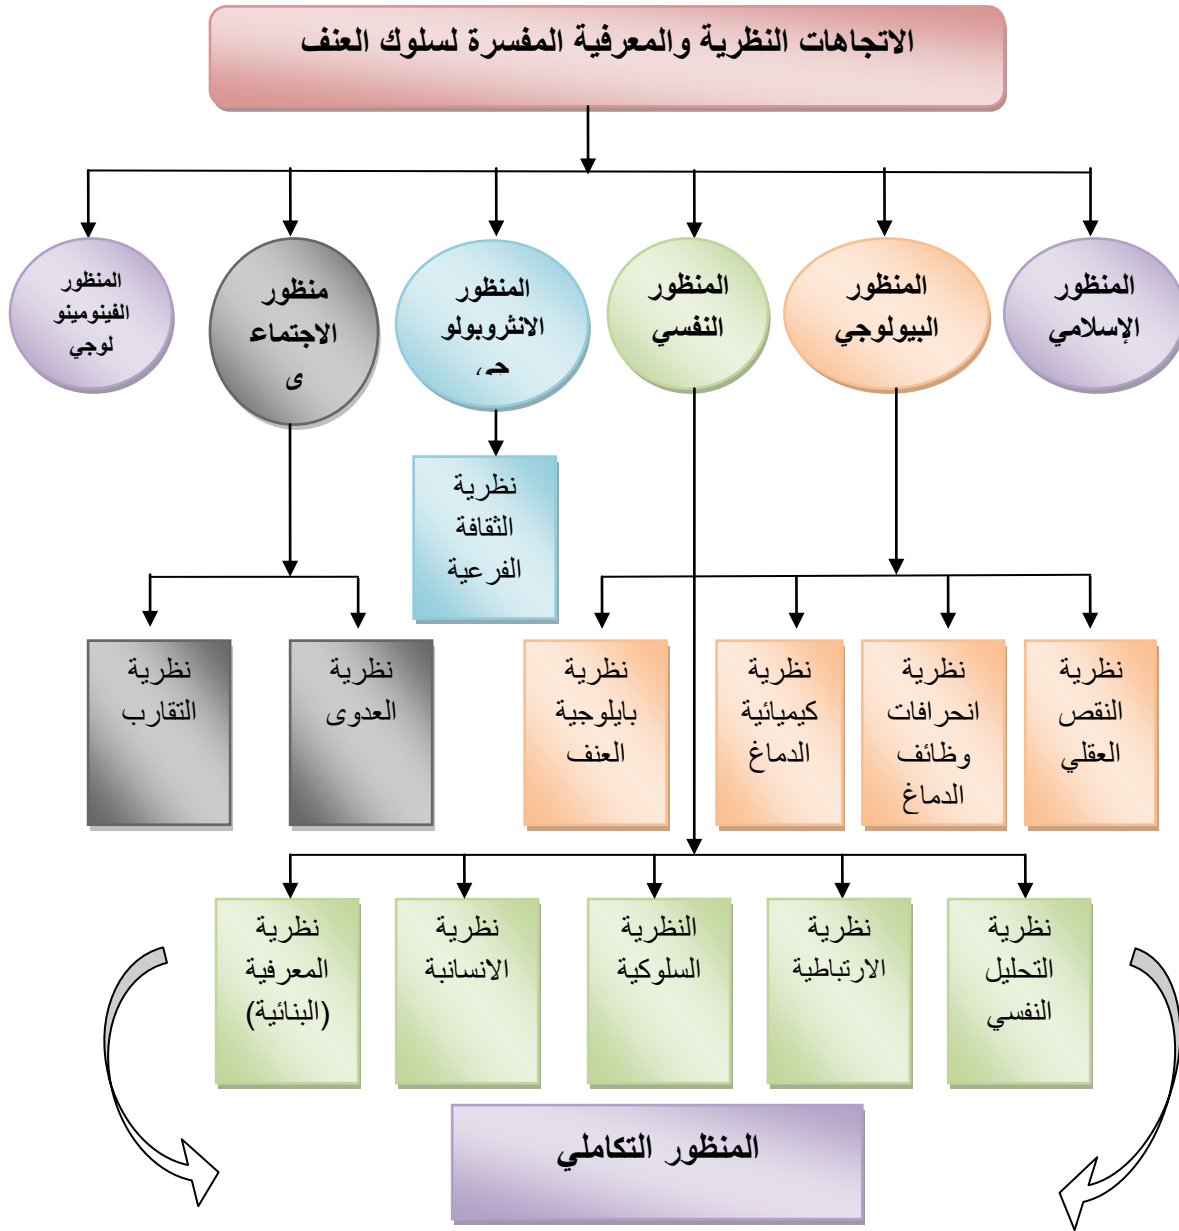 الاتجاهات النظرية والمعرفية المفسرة لسلوك العنف
المنظور
الإسلامي
المنظور
البيولوجي
المنظور
النفسي
المنظور
الانثروبولو
جي
منظور
الاجتماع
ى
المنظور
الفينومينو
لوجي
نظرية
الثقافة
الفرعية
نظرية
النقص
العقلي
نظرية
انحرافات
وظائف
الدماغ
نظرية
كيميائية
الدماغ
نظرية
بايلوجية
العنف
نظرية
العدوى
نظرية
التقارب
نظرية
التحليل
النفسي
نظرية
الارتباطية
النظرية
السلوكية
نظرية
الانسانبة
نظرية
المعرفية
(البنائية)
المنظور التكاملي